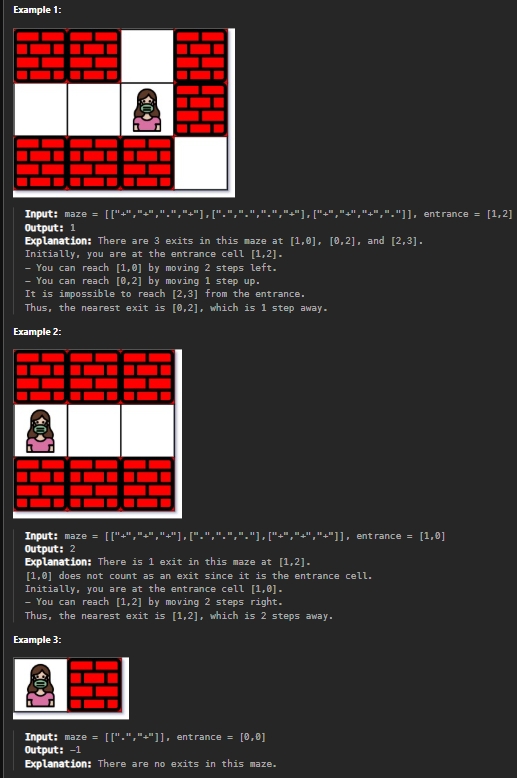 Example 1:
Input: maze = [["+","+",".","+"],[".",".",".","+"],["+","+","+","."]], entrance = [1,2]
Output: 1
Explanation: There are 3 exits in this maze at [1,0], [0,2], and [2,3].
Initially, you are at the entrance cell [1,2].
- You can reach [1,0] by moving 2 steps left.
- You can reach [0,2] by moving 1 step up.
It is impossible to reach [2,3] from the entrance.
Thus, the nearest exit is [0,2], which is 1 step away.
Example 2:
Input: maze = [["+","+","+"],[".",".","."],["+","+","+"]], entrance = [1,0]
Output: 2
Explanation: There is 1 exit in this maze at [1,2].
[1,0] does not count as an exit since it is the entrance cell.
Initially, you are at the entrance cell [1,0].
- You can reach [1,2] by moving 2 steps right.
Thus, the nearest exit is [1,2], which is 2 steps away.
Example 3:
Input: maze = [[".","+"]], entrance = [0,0]
Output: -1
Explanation: There are no exits in this maze.